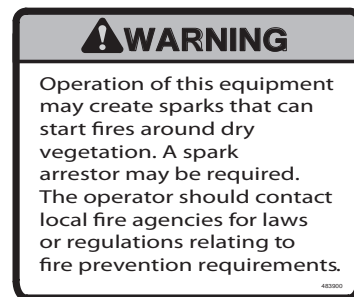 WARNING
Operation of this equipment
may create sparks that can
start fires around dry
vegetation. A spark
arrestor may be required.
The operator should contact
local fire agencies for laws
or regulations relating to
fire prevention requirements.
483900